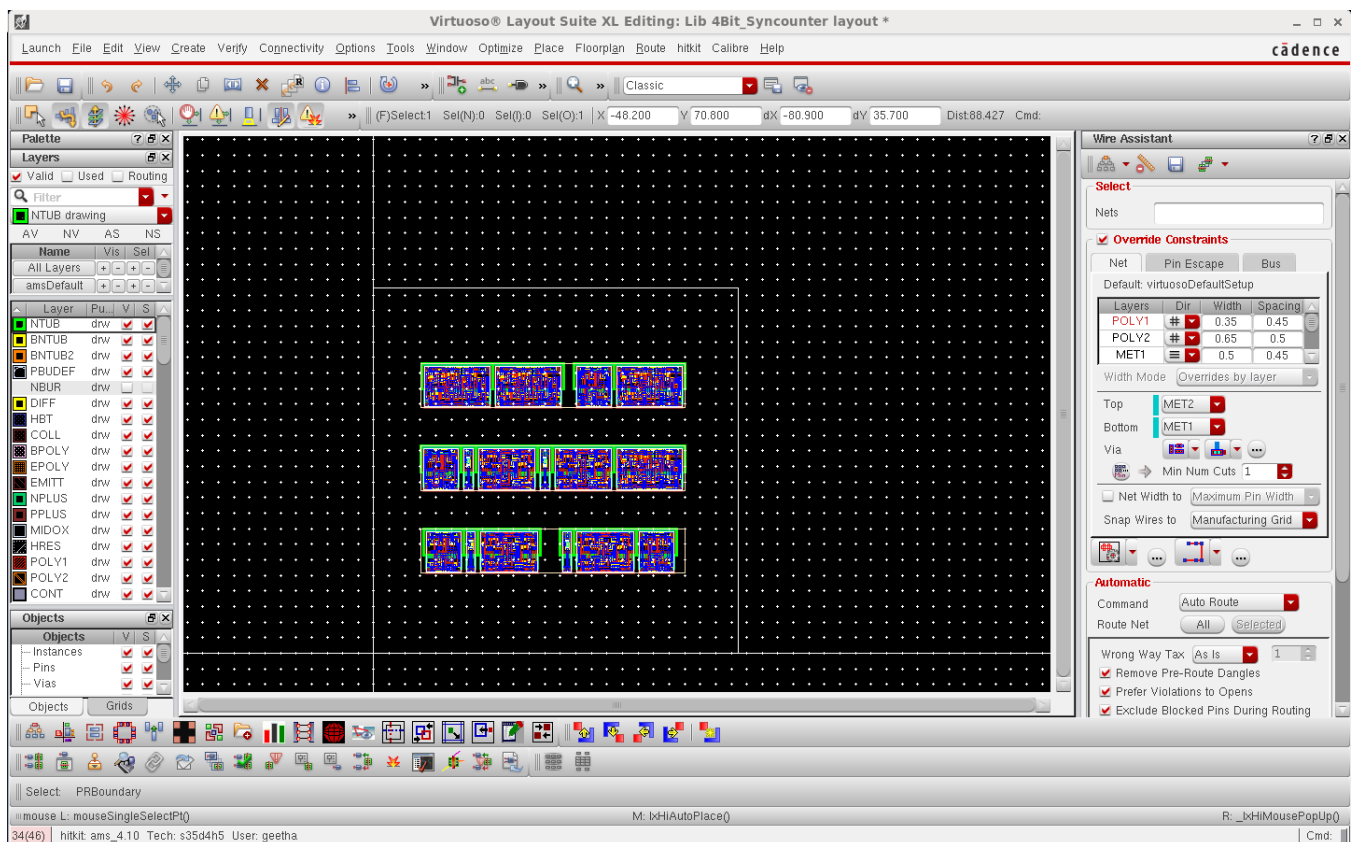 Virtuoso® Layout Suite XL Editing: Lib 4Bit_Syncounter layout *
Launch File Edit View Create Verify Connectivity Options Tools Window Optimize Place Floorplan Route hitkit Calibre Help
cādence
» abc » » Classic
» (F)Select:1 Sel(N):0 Sel(I):0 Sel(O):1 X -48.200 Y 70.800 dX -80.900 dY 35.700 Dist:88.427 Cmd:
Palette
Layers
Valid Used Routing
Filter
NTUB drawing
AV NV AS NS
Name Vis Sel
All Layers + - + -
amsDefault + - + -
Layer Pu... V S
NTUB drw
BNTUB drw
BNTUB2 drw
PBUDEF drw
NBUR drw
DIFF drw
HBT drw
COLL drw
BPOLY drw
EPOLY drw
EMITT drw
NPLUS drw
PPLUS drw
MIDOX drw
HRES drw
POLY1 drw
POLY2 drw
CONT drw
Objects
Objects V S
Instances
Pins
Vias
Objects Grids
Wire Assistant
Select
Nets
Override Constraints
Net Pin Escape Bus
Default: virtuosoDefaultSetup
Layers Dir Width Spacing
POLY1 0.35 0.45
POLY2 0.65 0.5
MET1 0.5 0.45
Width Mode Overrides by layer
Top MET2
Bottom MET1
Via ...
Min Num Cuts 1
Net Width to Maximum Pin Width
Snap Wires to Manufacturing Grid
... ...
Automatic
Command Auto Route
Route Net All Selected
Wrong Way Tax As Is 1
Remove Pre-Route Dangles
Prefer Violations to Opens
Exclude Blocked Pins During Routing
Select: PRBoundary
mouse L: mouseSingleSelectPt() M: lxHiAutoPlace() R: _lxHiMousePopUp()
34(46) hitkit: ams_4.10 Tech: s35d4h5 User: geetha Cmd: